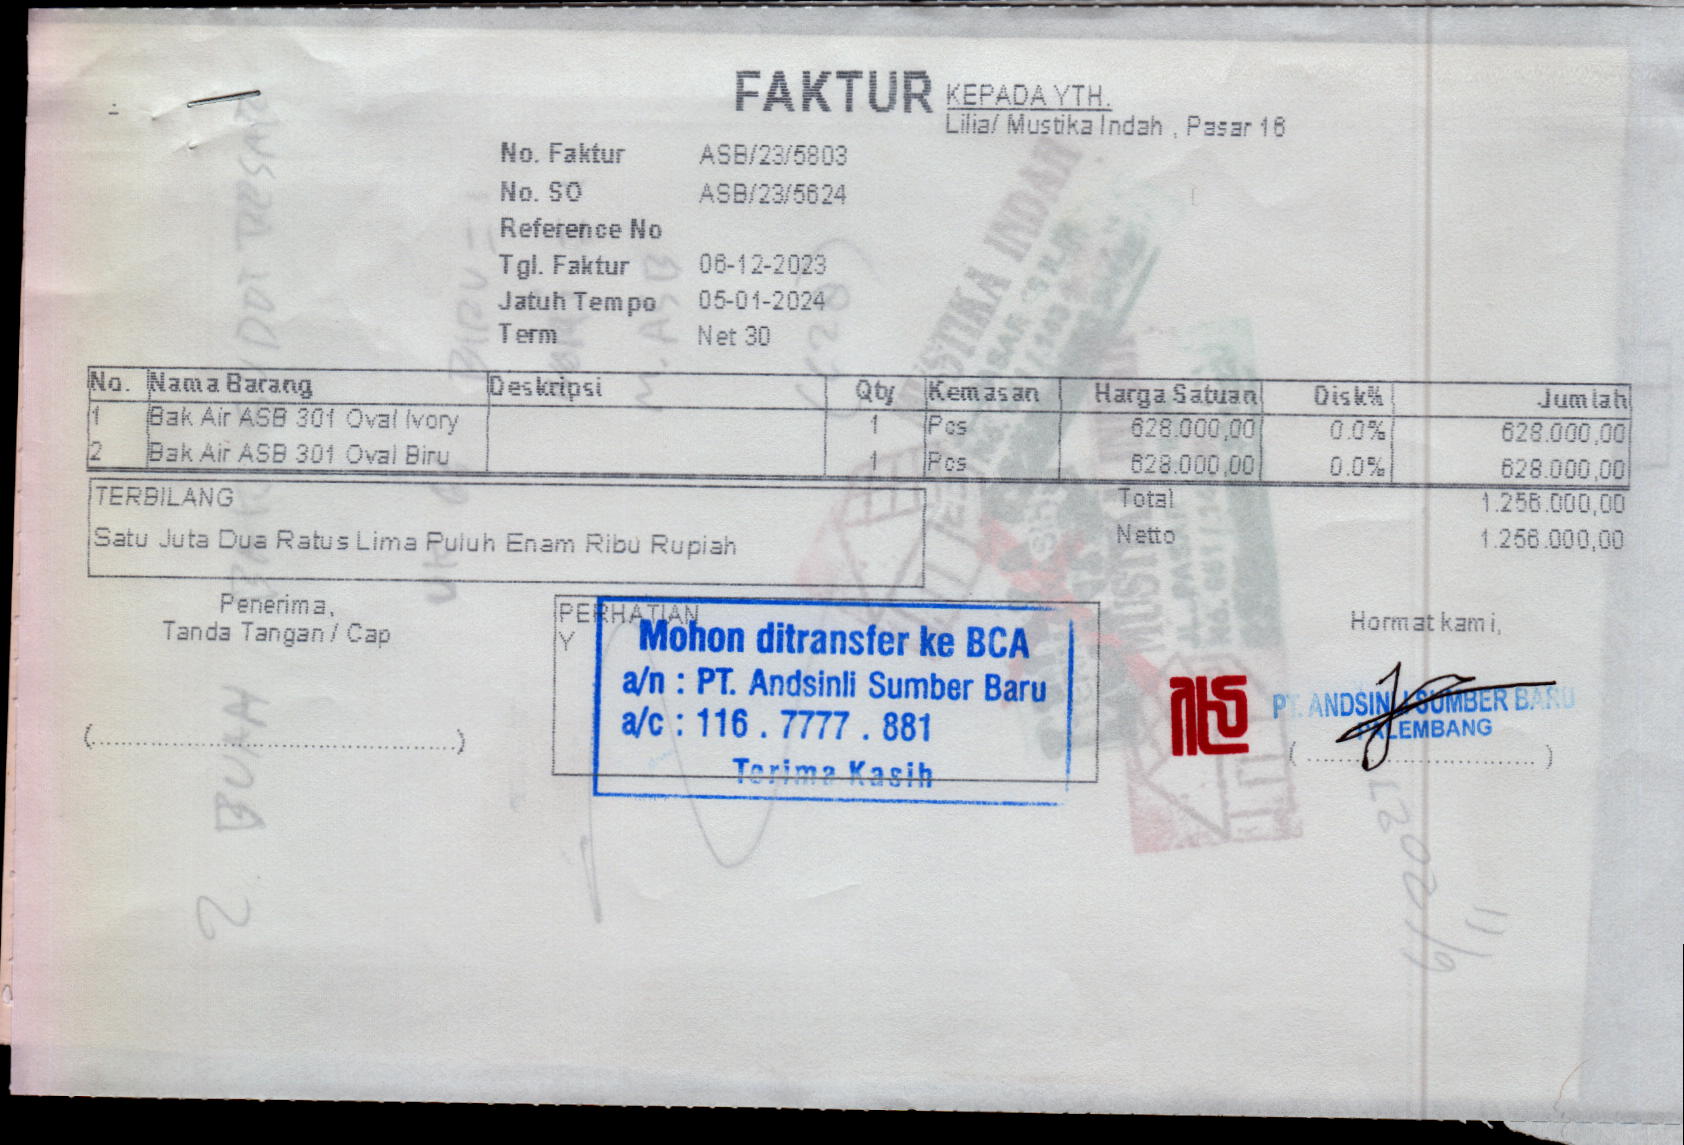 FAKTUR
KEPADA YTH.
Lilia/ Mustika Indah , Pasar 16
No. Faktur ASB/23/5803
No. SO ASB/23/5624
Reference No
Tgl. Faktur 06-12-2023
Jatuh Tempo 05-01-2024
Term Net 30
No. Nama Barang Deskripsi Qty Kemasan Harga Satuan Disk% Jumlah
1 Bak Air ASB 301 Oval Ivory 1 Pcs 628.000,00 0.0% 628.000,00
2 Bak Air ASB 301 Oval Biru 1 Pcs 628.000,00 0.0% 628.000,00
TERBILANG
Satu Juta Dua Ratus Lima Puluh Enam Ribu Rupiah
Total 1.256.000,00
Netto 1.256.000,00
Penerima,
Tanda Tangan / Cap
(..........................................................)
PERHATIAN
Y
Mohon ditransfer ke BCA
a/n : PT. Andsinli Sumber Baru
a/c : 116 . 7777 . 881
Terima Kasih
Hormat kami,
PT. ANDSINLI SUMBER BARU
PALEMBANG
(....................................)